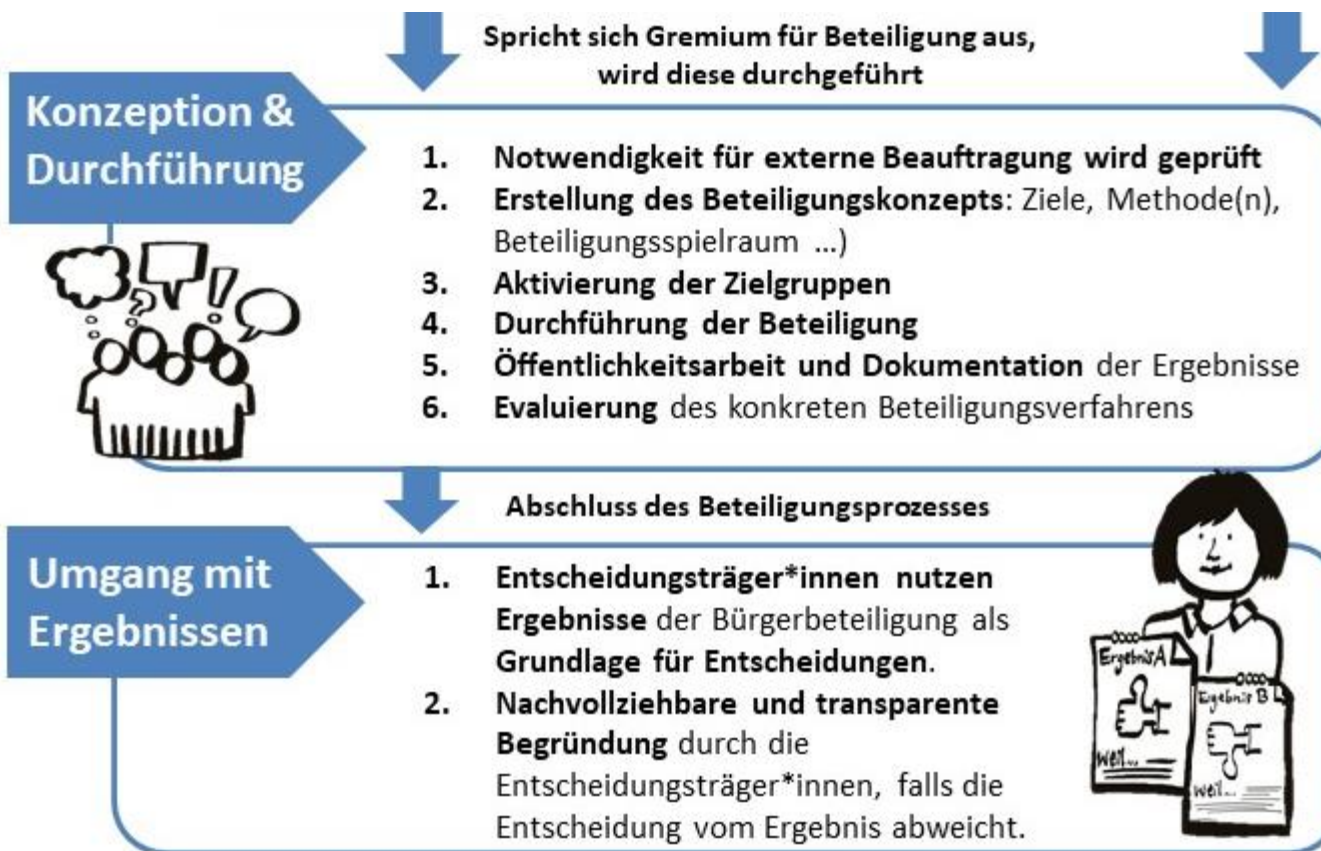 Spricht sich Gremium für Beteiligung aus,
wird diese durchgeführt
Konzeption &
Durchführung
1. Notwendigkeit für externe Beauftragung wird geprüft
2. Erstellung des Beteiligungskonzepts: Ziele, Methode(n),
Beteiligungsspielraum ...)
3. Aktivierung der Zielgruppen
4. Durchführung der Beteiligung
5. Öffentlichkeitsarbeit und Dokumentation der Ergebnisse
6. Evaluierung des konkreten Beteiligungsverfahrens
? !
Abschluss des Beteiligungsprozesses
Umgang mit
Ergebnissen
1. Entscheidungsträger*innen nutzen
Ergebnisse der Bürgerbeteiligung als
Grundlage für Entscheidungen.
2. Nachvollziehbare und transparente
Begründung durch die
Entscheidungsträger*innen, falls die
Entscheidung vom Ergebnis abweicht.
Ergebnis A
Weil...
Ergebnis B
Weil...